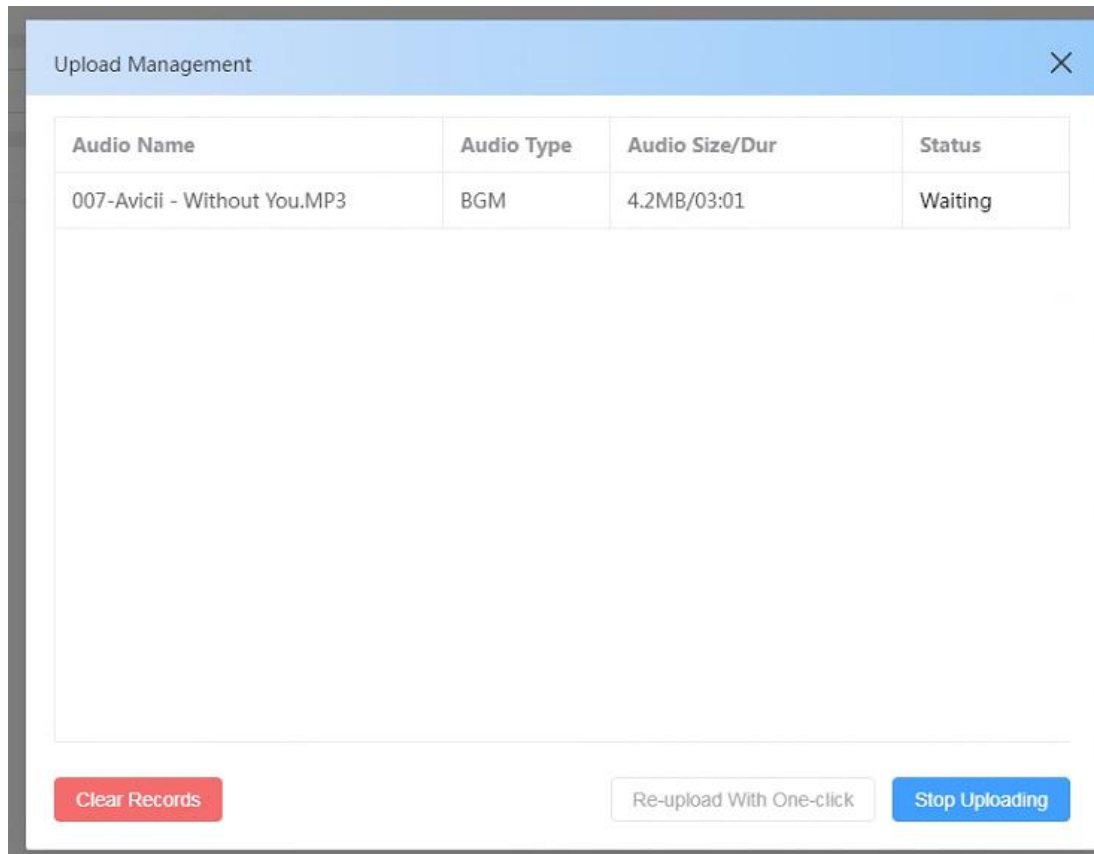 Upload Management
Audio Name Audio Type Audio Size/Dur Status
007-Avicii - Without You.MP3 BGM 4.2MB/03:01 Waiting
Clear Records Re-upload With One-click Stop Uploading